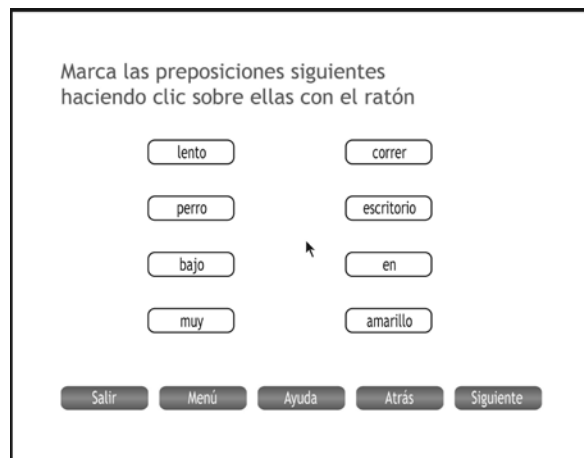 Marca las preposiciones siguientes
haciendo clic sobre ellas con el ratón
lento correr
perro escritorio
bajo en
muy amarillo
Salir Menú Ayuda Atrás Siguiente